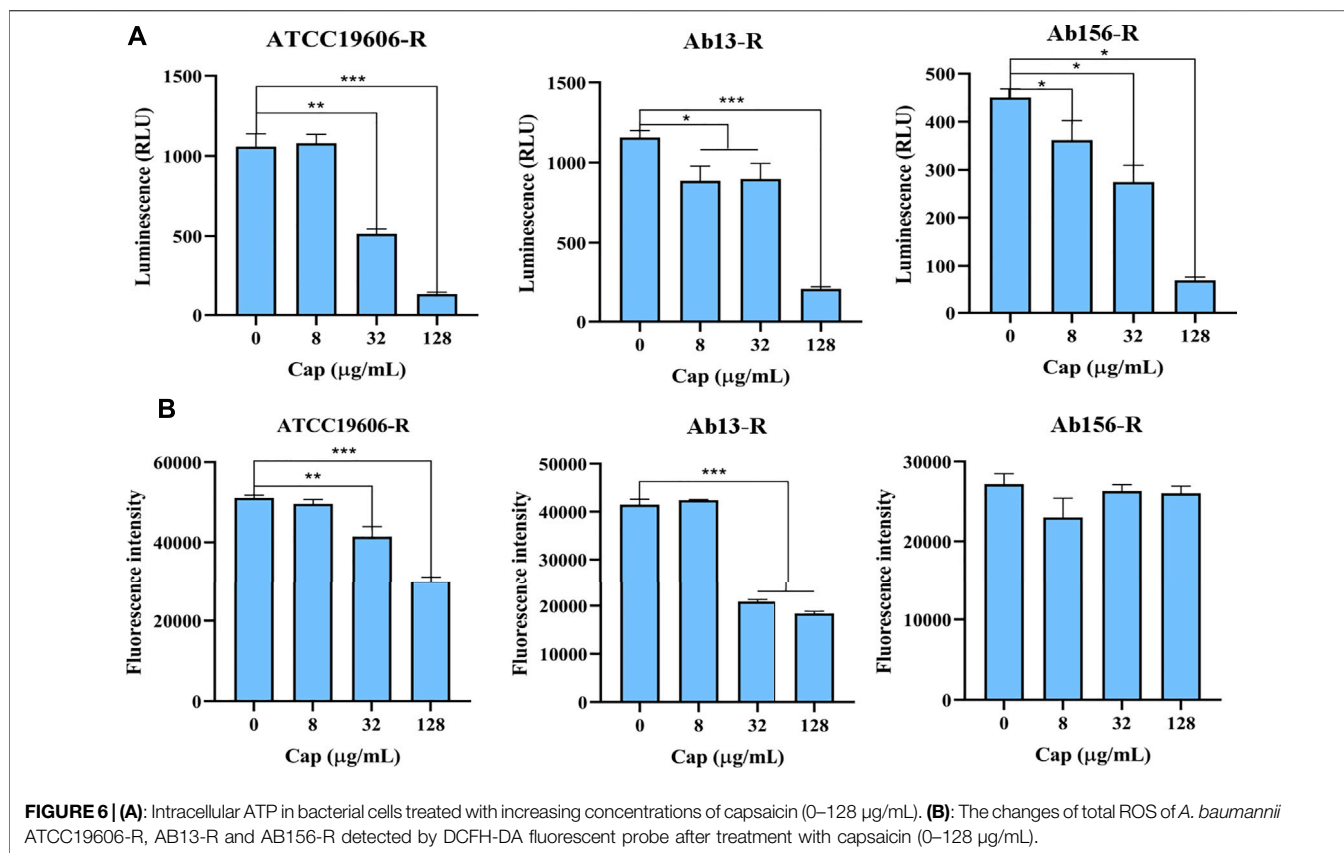 A
ATCC19606-R
Luminescence (RLU)
1500
1000
500
0
**
***
0 8 32 128
Cap (μg/mL)
Ab13-R
Luminescence (RLU)
1500
1000
500
0
*
***
0 8 32 128
Cap (μg/mL)
Ab156-R
Luminescence (RLU)
500
400
300
200
100
0
*
*
*
0 8 32 128
Cap (μg/mL)
B
ATCC19606-R
Fluorescence intensity
60000
40000
20000
0
**
***
0 8 32 128
Cap (μg/mL)
Ab13-R
Fluorescence intensity
50000
40000
30000
20000
10000
0
***
0 8 32 128
Cap (μg/mL)
Ab156-R
Fluorescence intensity
30000
20000
10000
0
0 8 32 128
Cap (μg/mL)
FIGURE 6 | (A): Intracellular ATP in bacterial cells treated with increasing concentrations of capsaicin (0–128 μg/mL). (B): The changes of total ROS of A. baumannii
ATCC19606-R, AB13-R and AB156-R detected by DCFH-DA fluorescent probe after treatment with capsaicin (0–128 μg/mL).